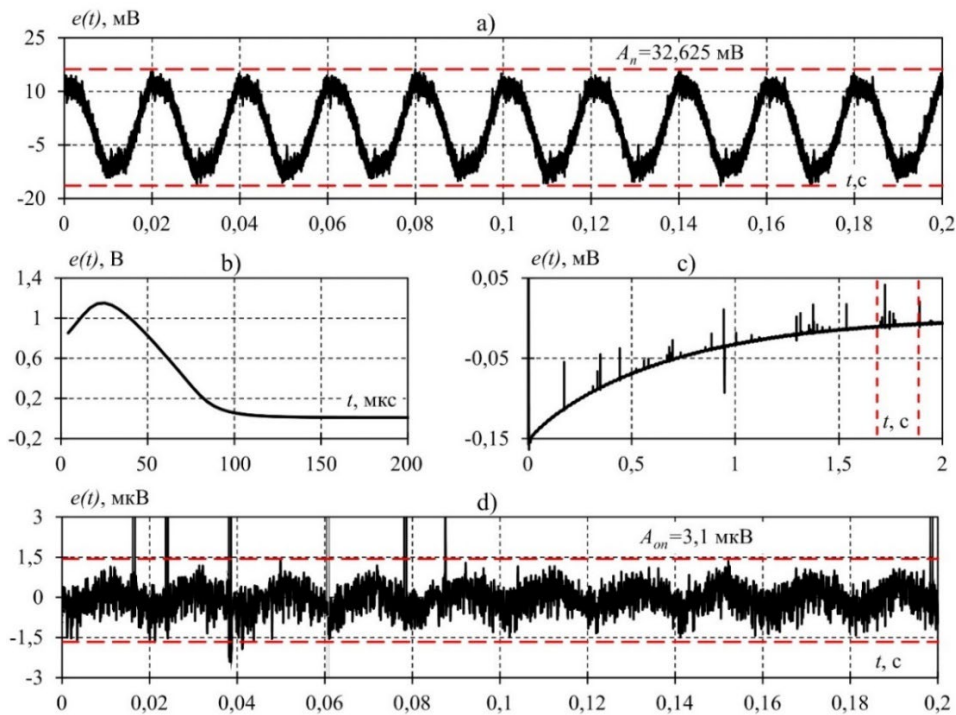 e(t), мВ
a)
25
Aп=32,625 мВ
10
-5
t,с
-20
0 0,02 0,04 0,06 0,08 0,1 0,12 0,14 0,16 0,18 0,2
e(t), В b) e(t), мВ c)
1,4 0,05
1
0,6 -0,05
0,2 t, мкс
t, с
-0,2 -0,15
0 50 100 150 200 0 0,5 1 1,5 2
e(t), мкВ d)
3
Aоп=3,1 мкВ
1,5
0
-1,5
t, с
-3
0 0,02 0,04 0,06 0,08 0,1 0,12 0,14 0,16 0,18 0,2